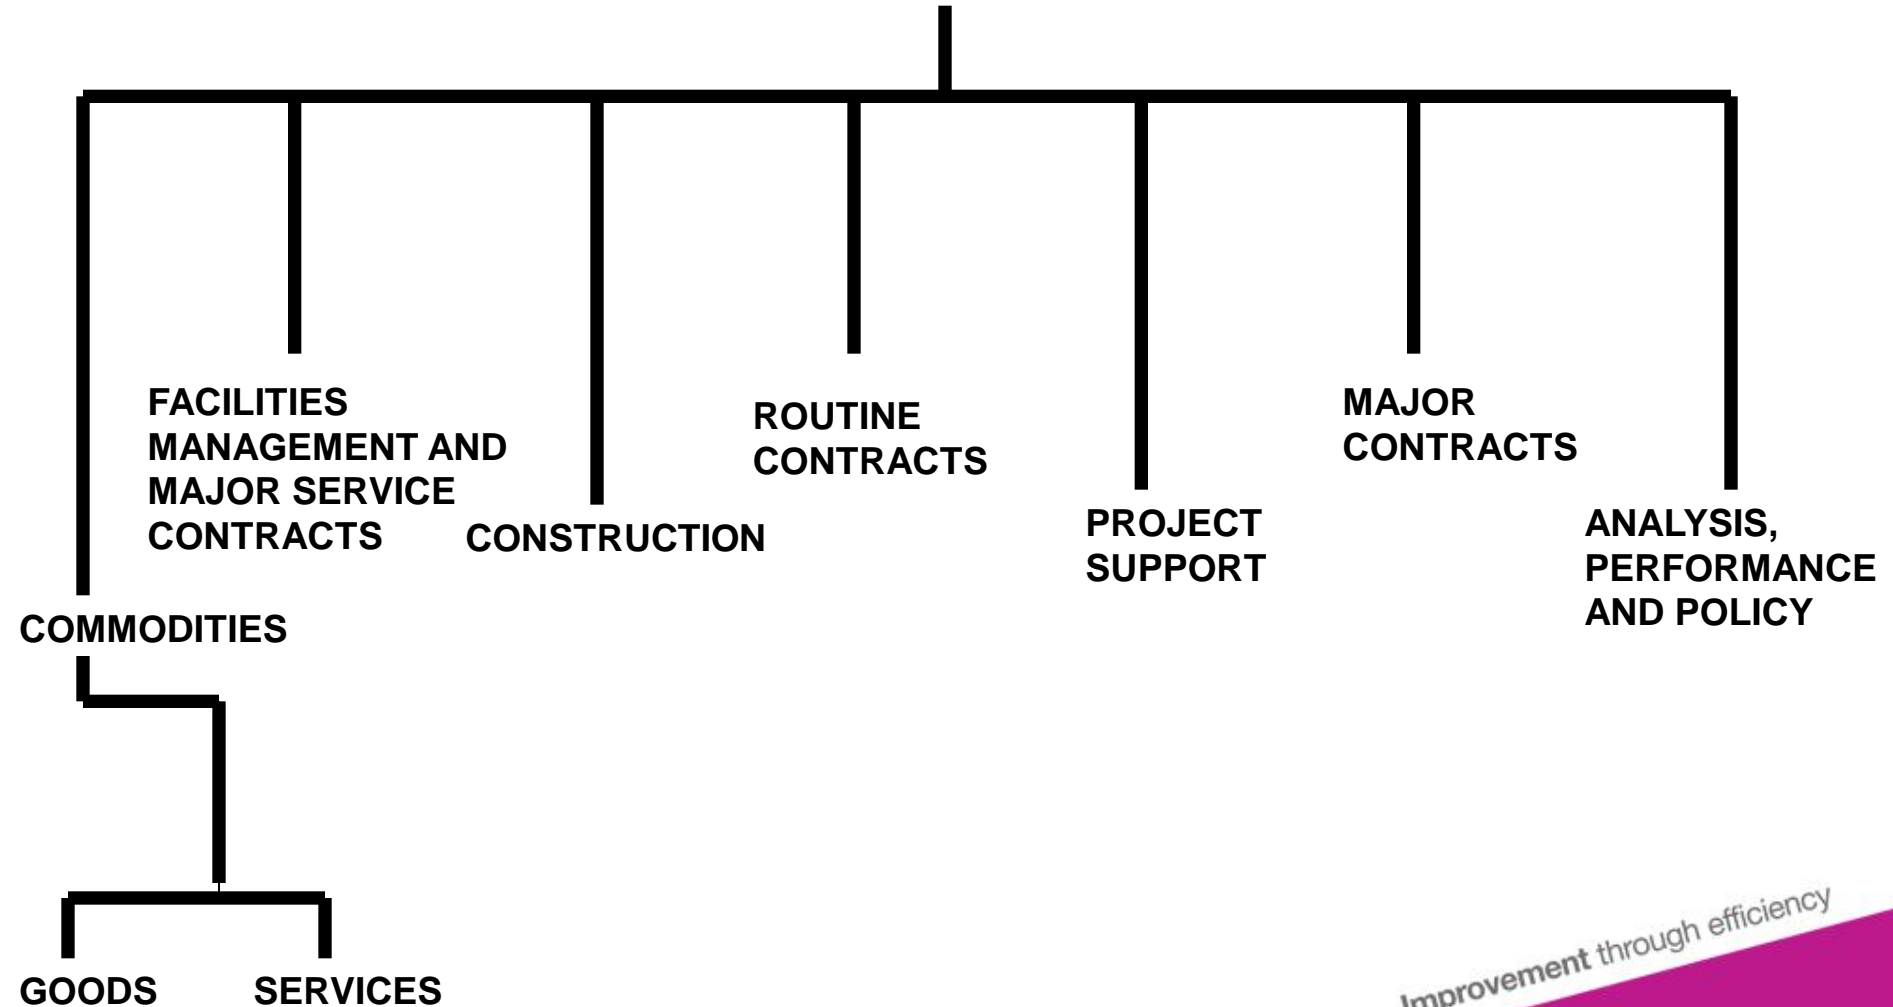 FACILITIES
MANAGEMENT AND
MAJOR SERVICE
CONTRACTS
CONSTRUCTION
ROUTINE
CONTRACTS
PROJECT
SUPPORT
MAJOR
CONTRACTS
ANALYSIS,
PERFORMANCE
AND POLICY
COMMODITIES
GOODS
SERVICES
Improvement through efficiency